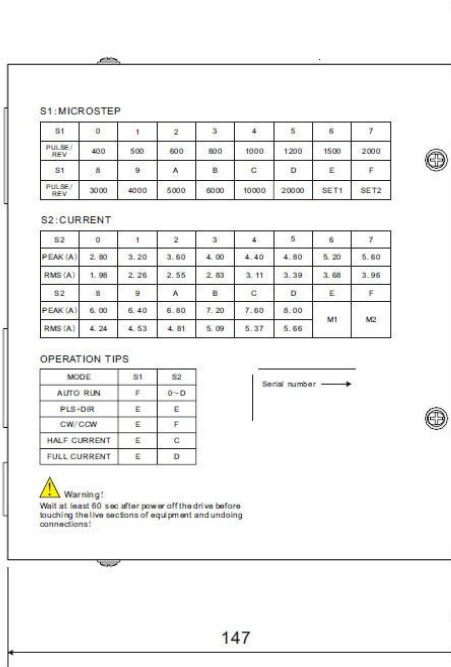 S1:MICROSTEP
S1 0 1 2 3 4 5 6 7
PULSE/REV 400 500 600 800 1000 1200 1500 2000
S1 8 9 A B C D E F
PULSE/REV 3000 4000 5000 6000 10000 20000 SET1 SET2
S2:CURRENT
S2 0 1 2 3 4 5 6 7
PEAK(A) 2.80 3.20 3.60 4.00 4.40 4.80 5.20 5.60
RMS(A) 1.98 2.26 2.55 2.83 3.11 3.39 3.68 3.96
S2 8 9 A B C D E F
PEAK(A) 6.00 6.40 6.80 7.20 7.60 8.00 M1 M2
RMS(A) 4.24 4.53 4.81 5.09 5.37 5.66
OPERATION TIPS
MODE S1 S2
AUTO RUN F 0~D
PLS+DIR E E
CW/CCW E F
HALF CURRENT E C
FULL CURRENT E D
Serial number
Warning!
Wait at least 60 sec after power off the drive before
touching the live sections of equipment and undoing
connections!
147